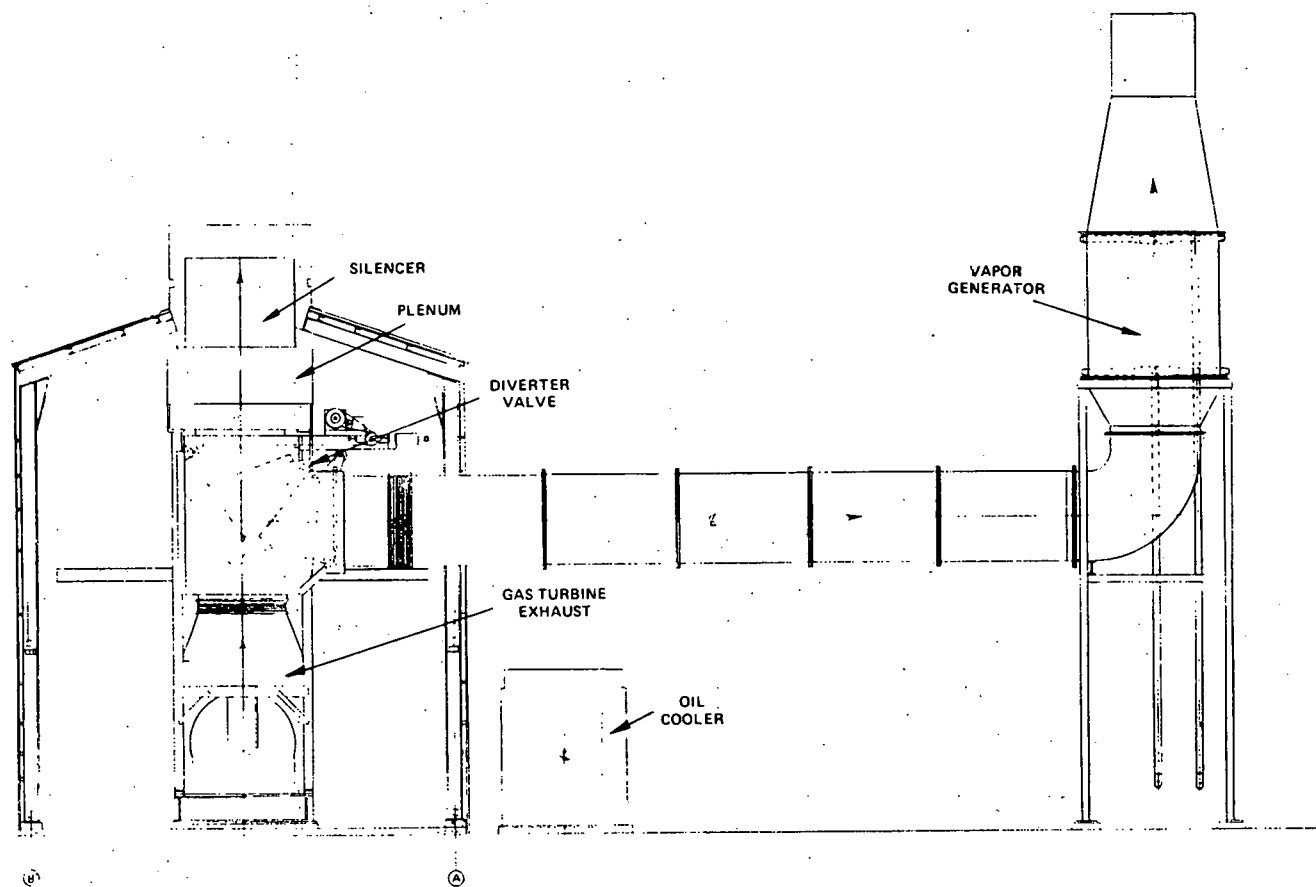 SILENCER
PLENUM
DIVERTER
VALVE
VAPOR
GENERATOR
GAS TURBINE
EXHAUST
OIL
COOLER
A